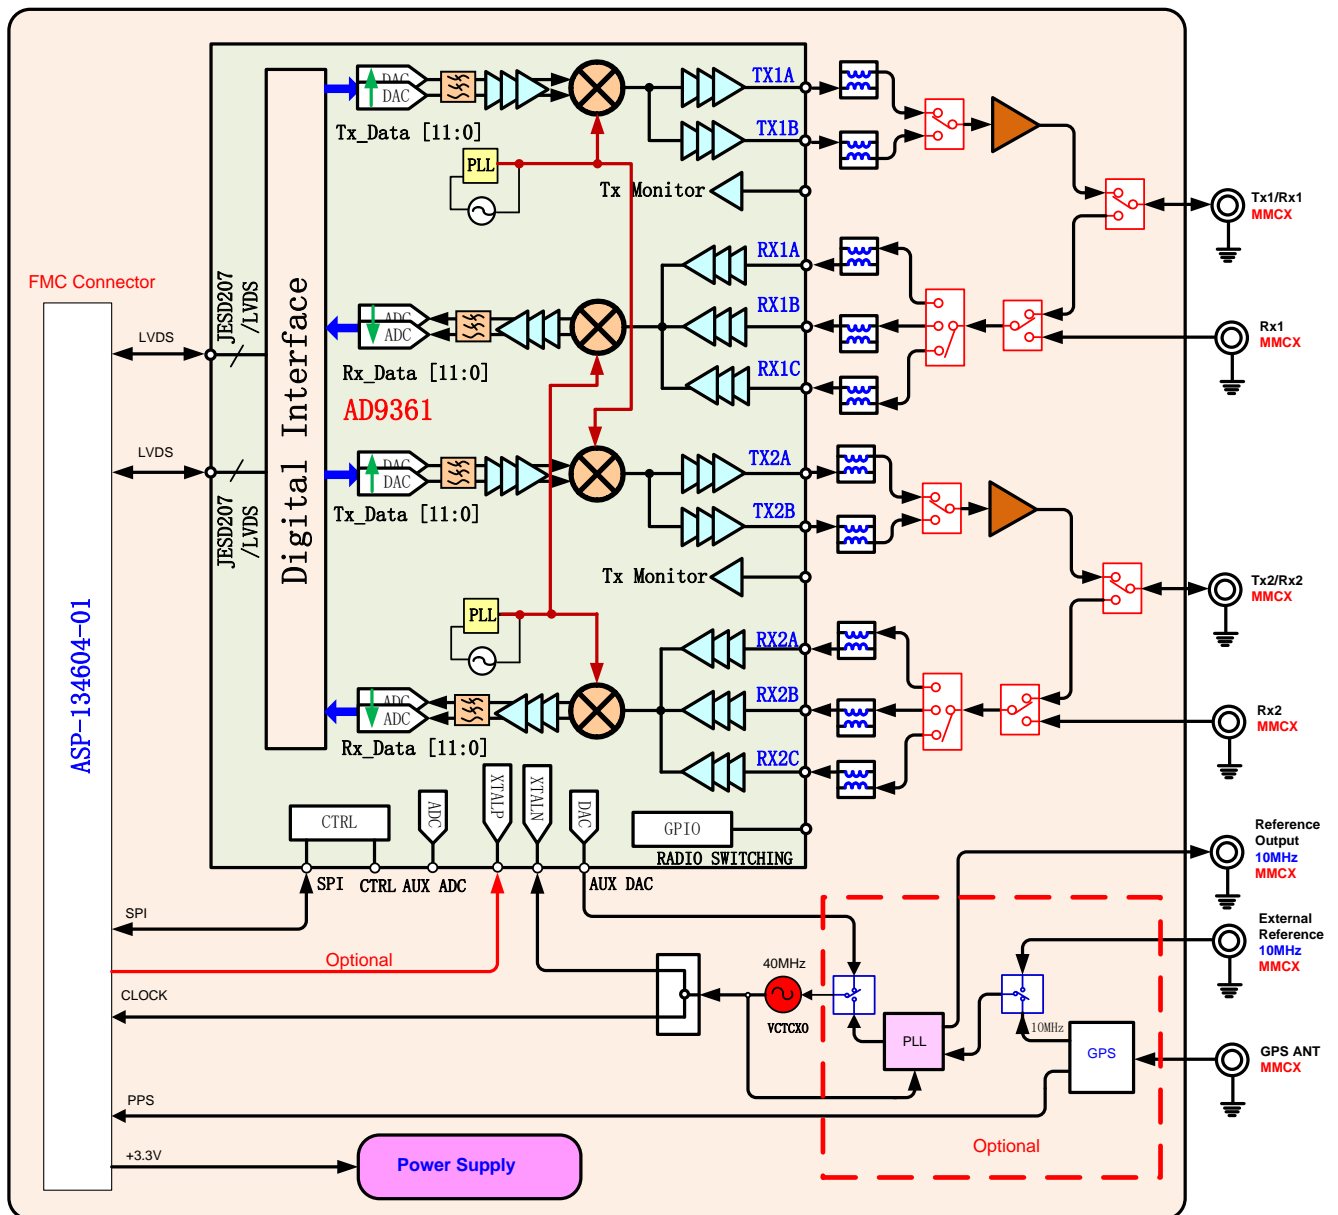 DAC
DAC
Tx_Data [11:0]
PLL
TX1A
TX1B
Tx Monitor
Tx1/Rx1
MMCX
FMC Connector
JESD207
/LVDS
LVDS
Digital Interface
RX1A
RX1B
RX1C
ADC
ADC
Rx_Data [11:0]
AD9361
Rx1
MMCX
LVDS
JESD207
/LVDS
DAC
DAC
Tx_Data [11:0]
TX2A
TX2B
Tx Monitor
Tx2/Rx2
MMCX
ASP-134604-01
PLL
RX2A
RX2B
RX2C
ADC
ADC
Rx_Data [11:0]
Rx2
MMCX
CTRL
ADC
XTALP
XTALN
DAC
GPIO
RADIO SWITCHING
SPI
CTRL
AUX ADC
AUX DAC
Reference
Output
10MHz
MMCX
SPI
External
Reference
10MHz
MMCX
Optional
40MHz
VCTCXO
CLOCK
PLL
10MHz
GPS
GPS ANT
MMCX
PPS
Optional
+3.3V
Power Supply